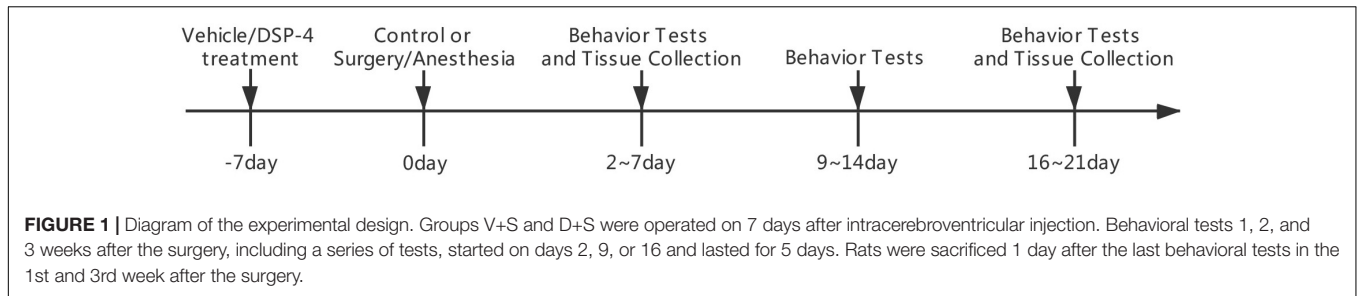 Vehicle/DSP-4 treatment
Control or Surgery/Anesthesia
Behavior Tests and Tissue Collection
Behavior Tests
Behavior Tests and Tissue Collection
-7day
0day
2~7day
9~14day
16~21day
FIGURE 1 | Diagram of the experimental design. Groups V+S and D+S were operated on 7 days after intracerebroventricular injection. Behavioral tests 1, 2, and
3 weeks after the surgery, including a series of tests, started on days 2, 9, or 16 and lasted for 5 days. Rats were sacrificed 1 day after the last behavioral tests in the
1st and 3rd week after the surgery.